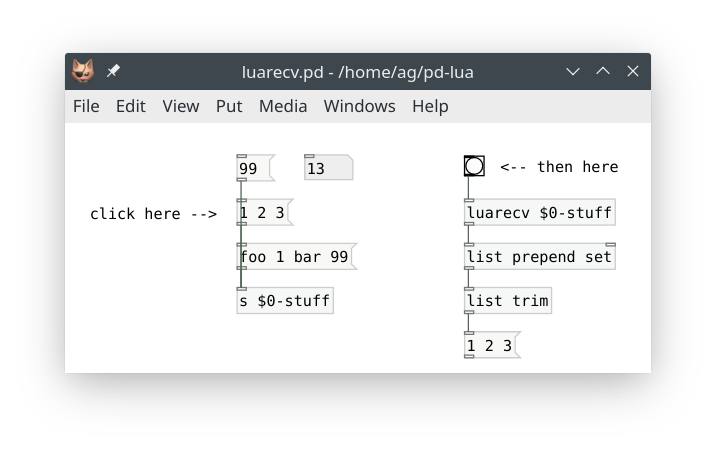 luarecv.pd - /home/ag/pd-lua
File Edit View Put Media Windows Help
99 13 <-- then here
click here --> 1 2 3 luarecv $0-stuff
foo 1 bar 99 list prepend set
s $0-stuff list trim
1 2 3